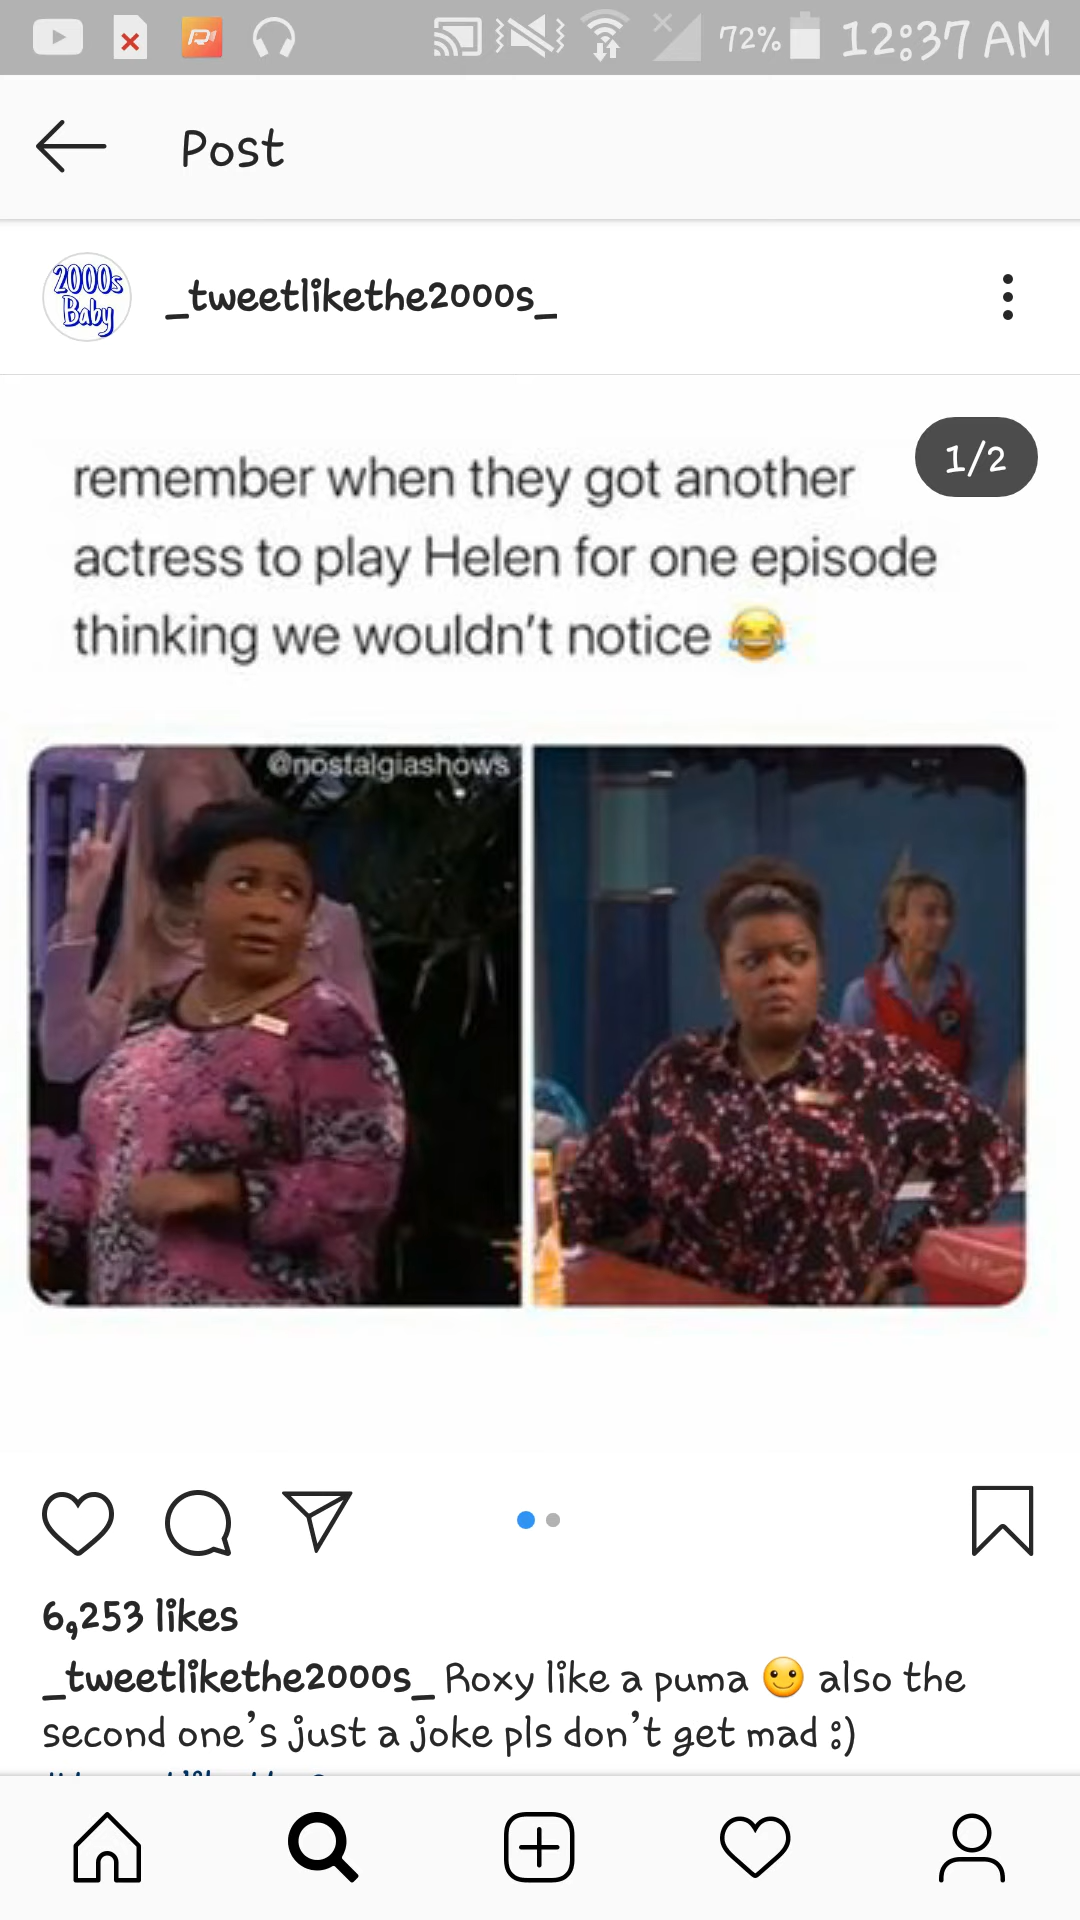 72% 12:37 AM
Post
2000s
Baby
_tweetlikethe2000s_
1/2
remember when they got another
actress to play Helen for one episode
thinking we wouldn't notice 😂
@nostalgiashows
6,253 likes
_tweetlikethe2000s_ Roxy like a puma 🙂 also the
second one's just a joke pls don't get mad :)